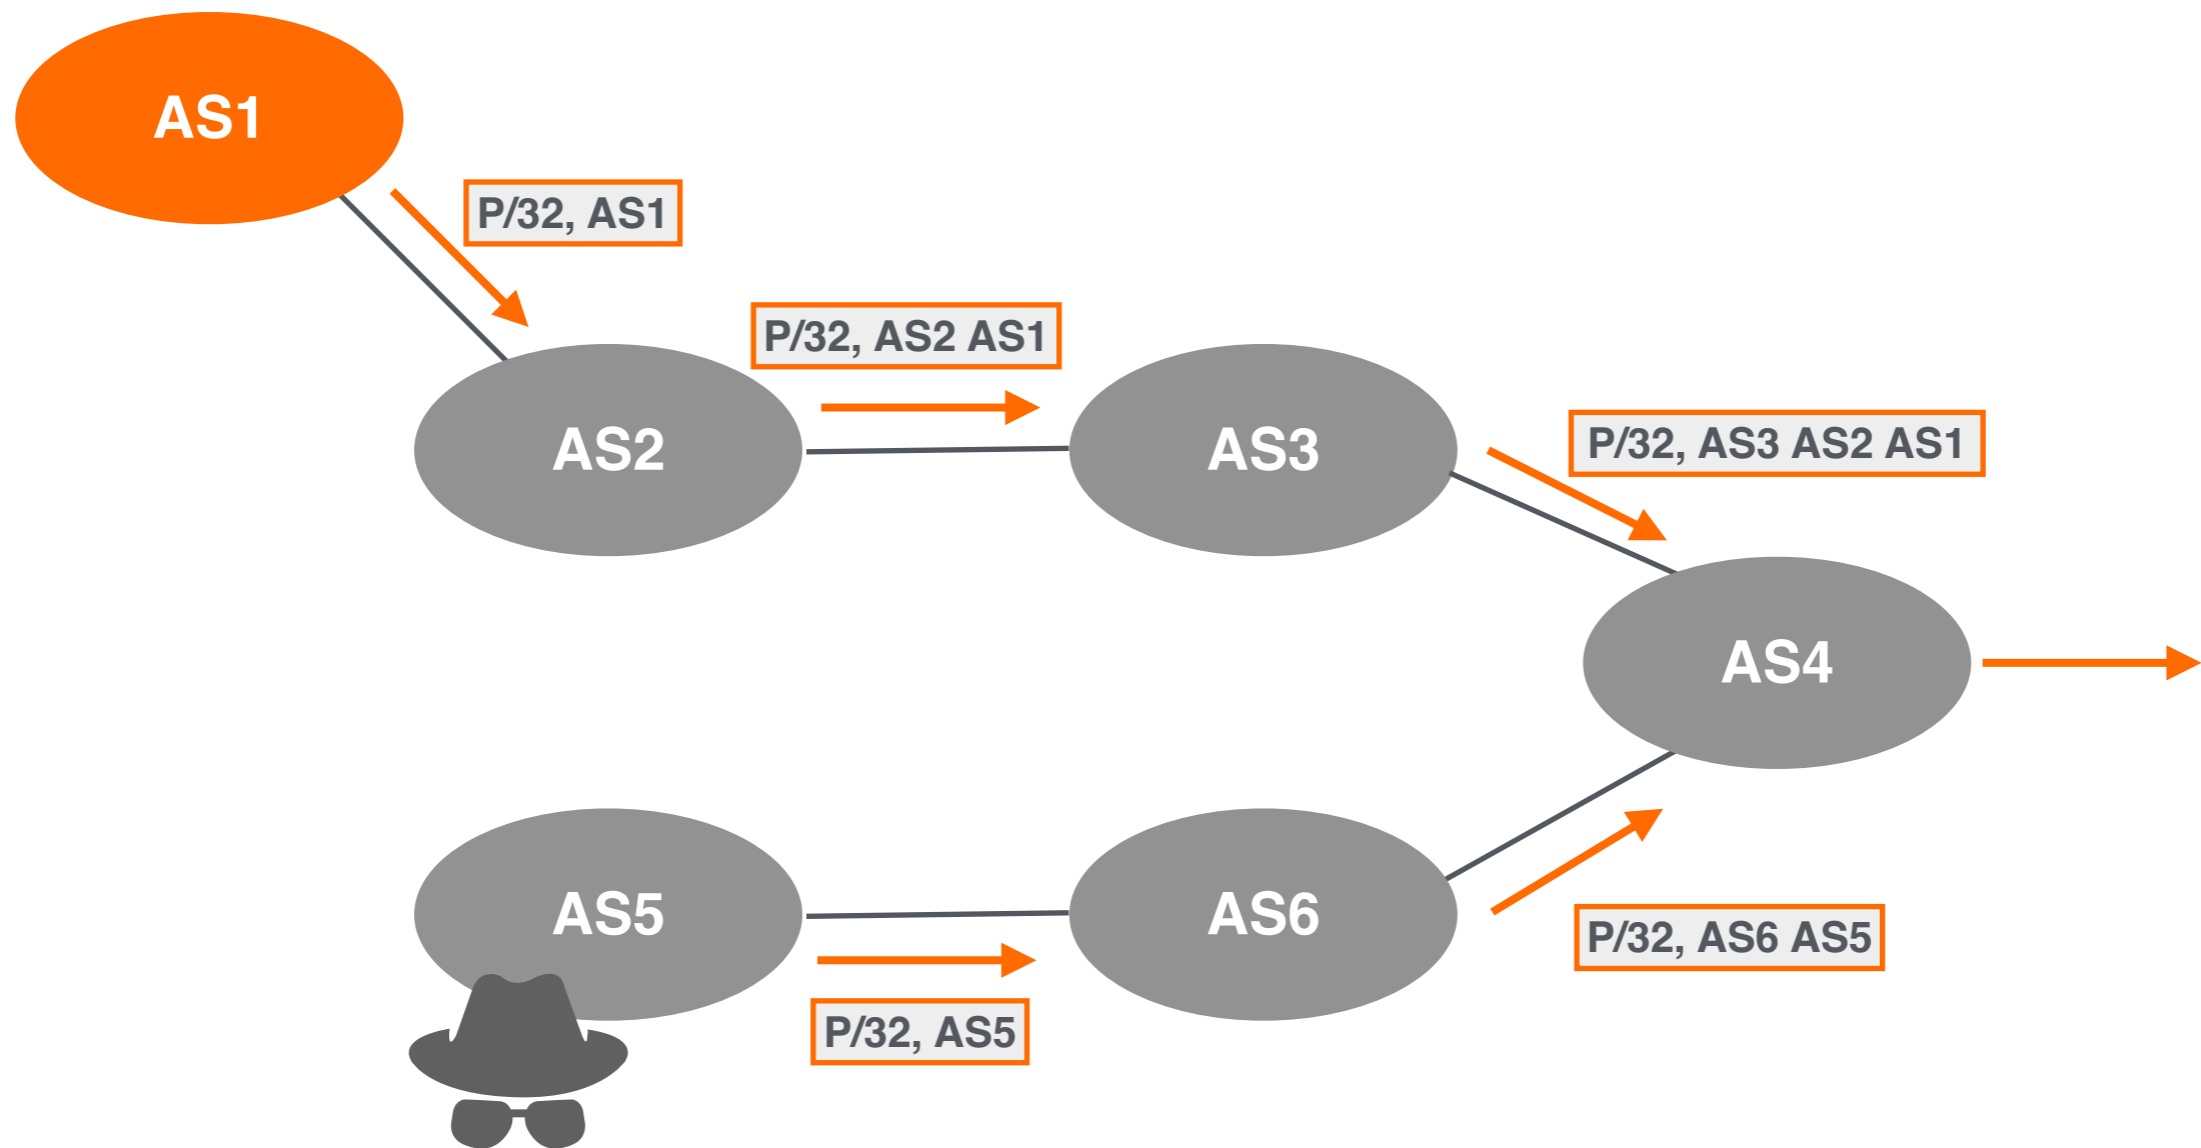 AS1
P/32, AS1
P/32, AS2 AS1
AS2
AS3
P/32, AS3 AS2 AS1
AS4
AS5
AS6
P/32, AS6 AS5
P/32, AS5